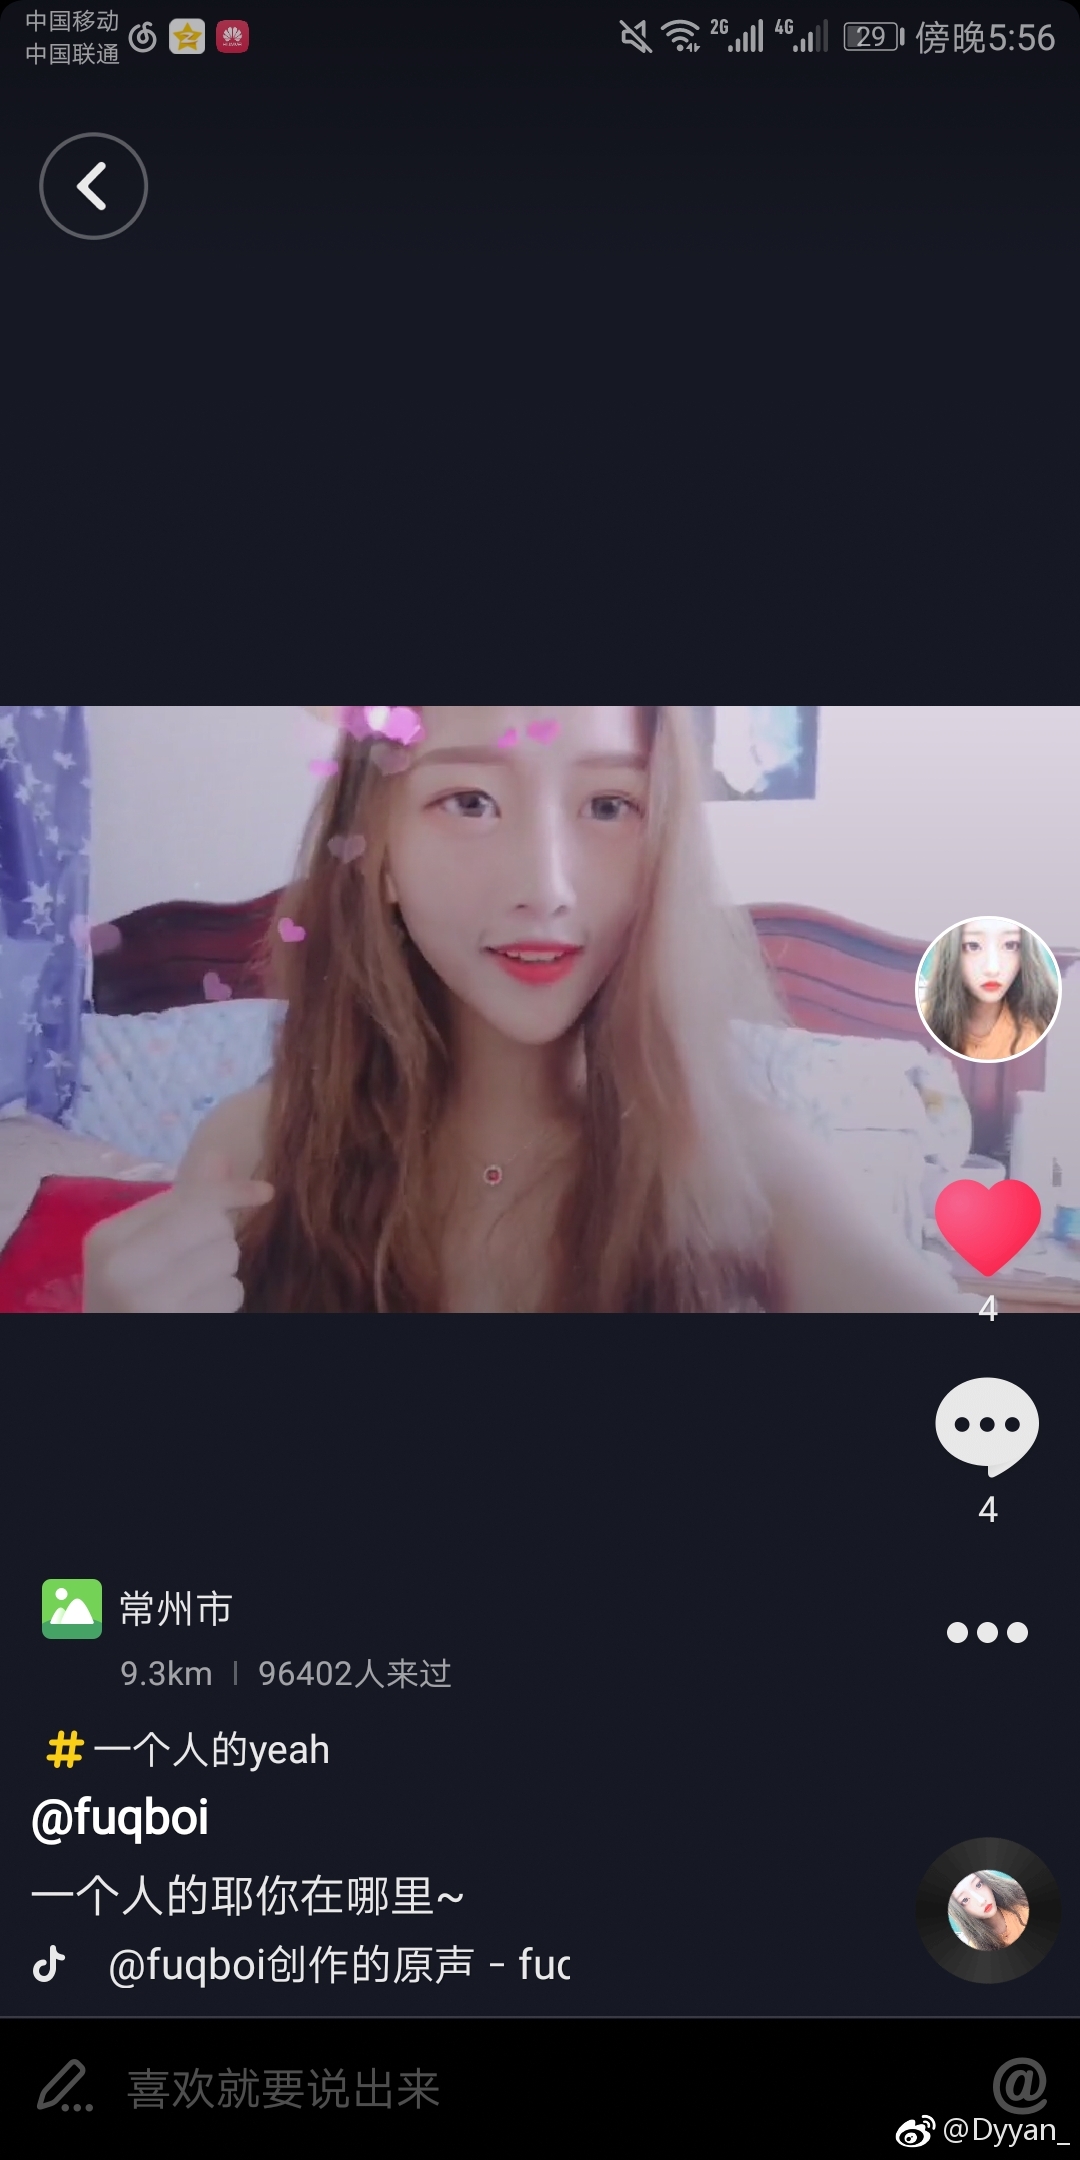 中国移动
中国联通
2G
4G
29
傍晚5:56
4
4
常州市
9.3km | 96402人来过
#一个人的yeah
@fuqboi
一个人的耶你在哪里~
@fuqboi创作的原声 - fuc
喜欢就要说出来
@
@Dyyan_